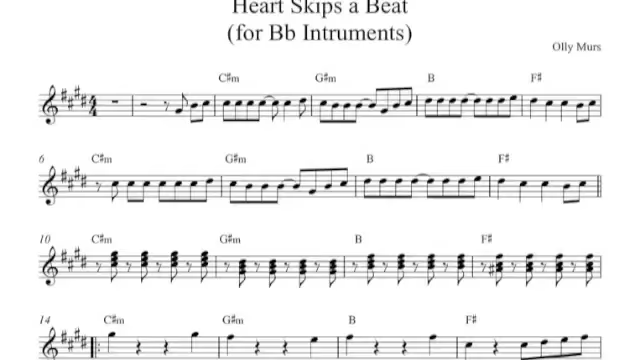 Heart Skips a Beat
(for Bb Intruments)
Olly Murs
C#m G#m B F#
6 C#m G#m B F#
10 C#m G#m B F#
14 C#m G#m B F#